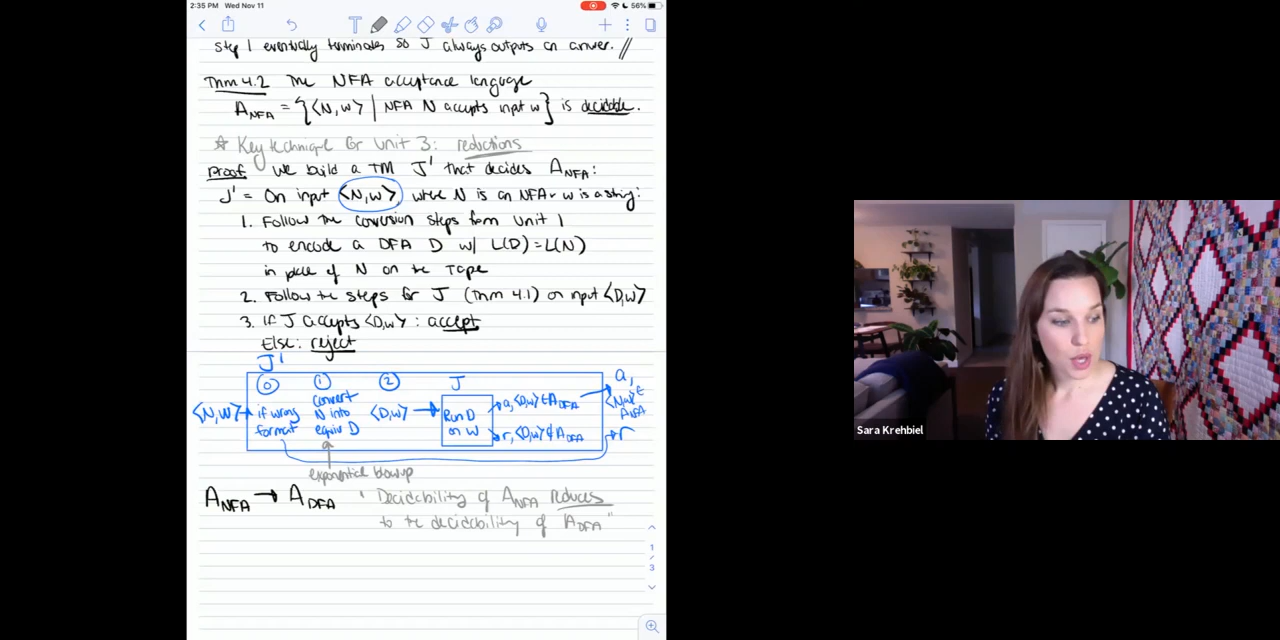 2:35 PM Wed Nov 11
56%
Step 1 eventually terminates so J always outputs an answer. //
Thm 4.2 The NFA acceptance language
A_NFA = {<N,w> | NFA N accepts input w} is decidable.
☆ Key technique for Unit 3: reductions
Proof We build a TM J' that decides A_NFA:
J' = On input <N,w>, where N is an NFA & w is a string:
1. Follow the conversion steps from Unit 1
to encode a DFA D w/ L(D)=L(N)
in place of N on the tape
2. Follow the steps for J (Thm 4.1) on input <D,w>
3. If J accepts <D,w>: accept
Else: reject
J'
0 1 2 J
<N,w>
if wrong
format
convert
N into
equiv D
<D,w>
Run D
on w
a, <D,w> ∈ A_DFA
r, <D,w> ∉ A_DFA
a,
<N,w> ∈
A_NFA
r
exponential blowup
A_NFA → A_DFA
"Decidability of A_NFA reduces
to the decidability of A_DFA"
1
/
3
Sara Krehbiel